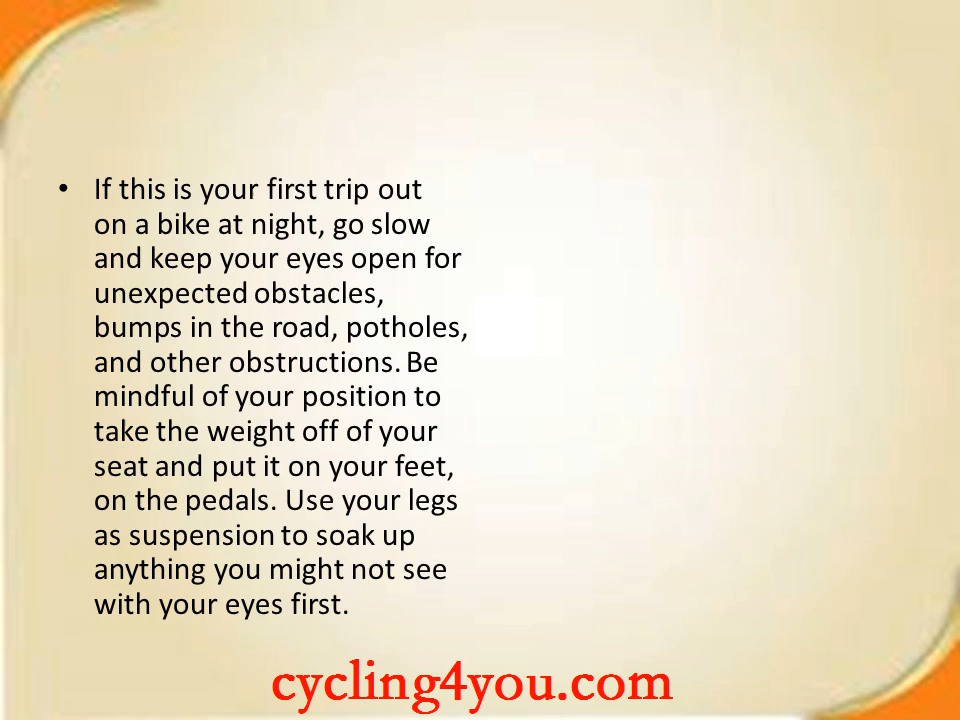 • If this is your first trip out
on a bike at night, go slow
and keep your eyes open for
unexpected obstacles,
bumps in the road, potholes,
and other obstructions. Be
mindful of your position to
take the weight off of your
seat and put it on your feet,
on the pedals. Use your legs
as suspension to soak up
anything you might not see
with your eyes first.
cycling4you.com